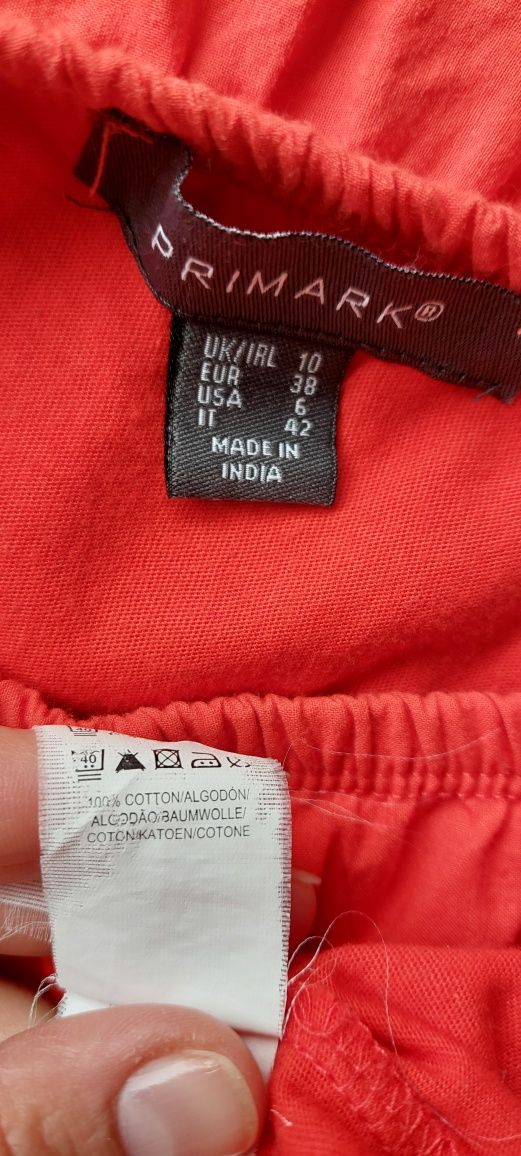 PRIMARK®
UK/IRL 10
EUR 38
USA 6
IT 42
MADE IN
INDIA
40
100% COTTON/ALGODÓN/
ALGODÃO/BAUMWOLLE/
COTON/KATOEN/COTONE